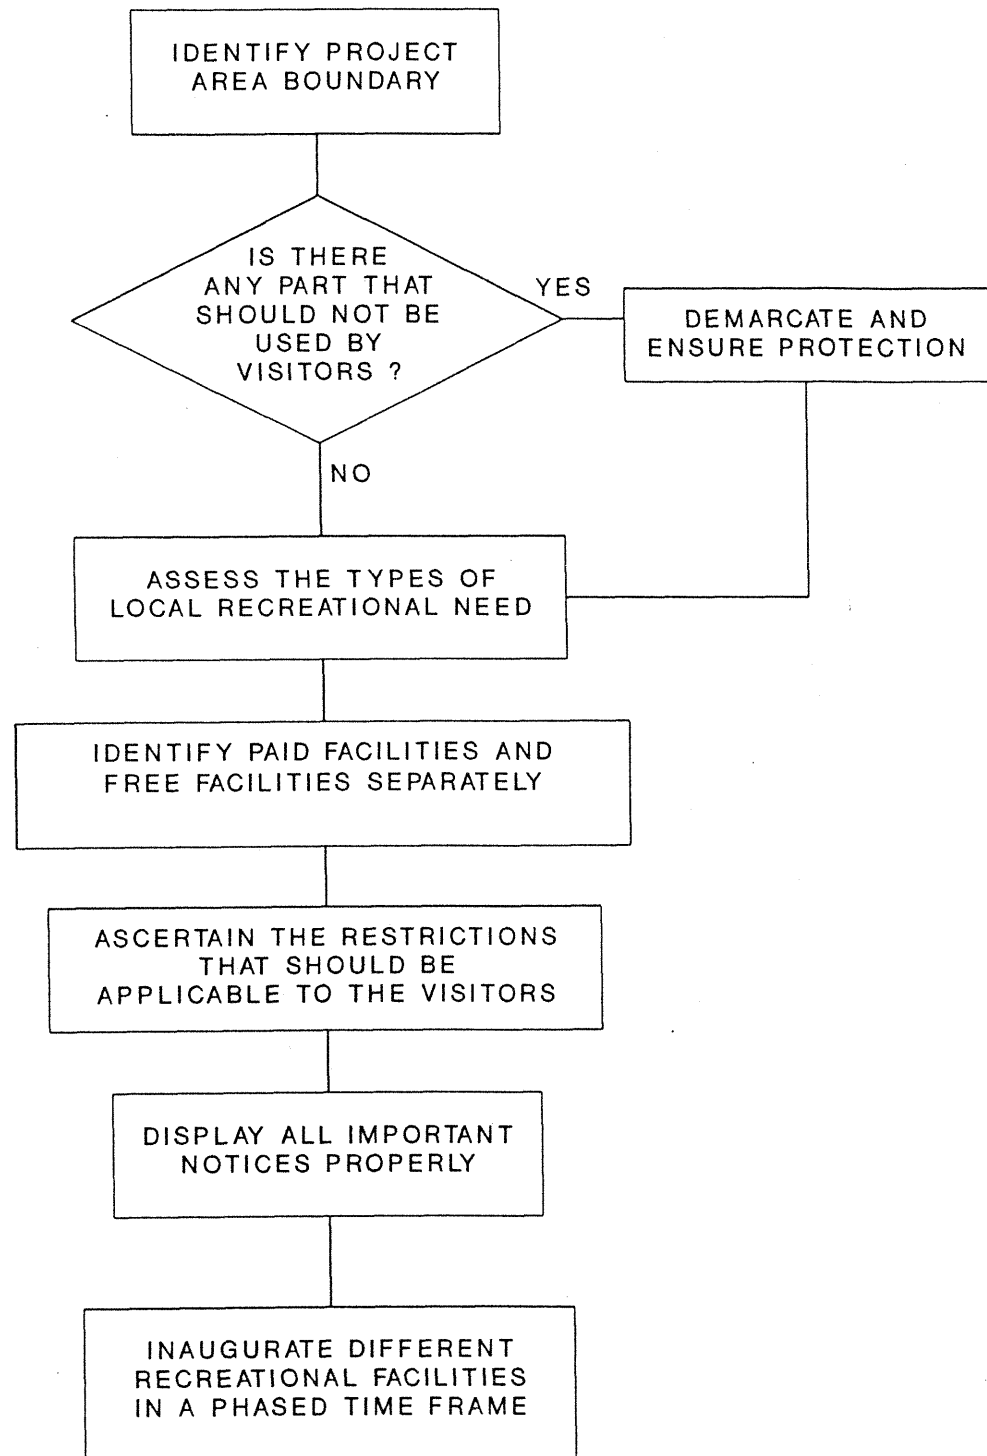 IDENTIFY PROJECT
AREA BOUNDARY
IS THERE
ANY PART THAT
SHOULD NOT BE
USED BY
VISITORS ?
YES
DEMARCATE AND
ENSURE PROTECTION
NO
ASSESS THE TYPES OF
LOCAL RECREATIONAL NEED
IDENTIFY PAID FACILITIES AND
FREE FACILITIES SEPARATELY
ASCERTAIN THE RESTRICTIONS
THAT SHOULD BE
APPLICABLE TO THE VISITORS
DISPLAY ALL IMPORTANT
NOTICES PROPERLY
INAUGURATE DIFFERENT
RECREATIONAL FACILITIES
IN A PHASED TIME FRAME